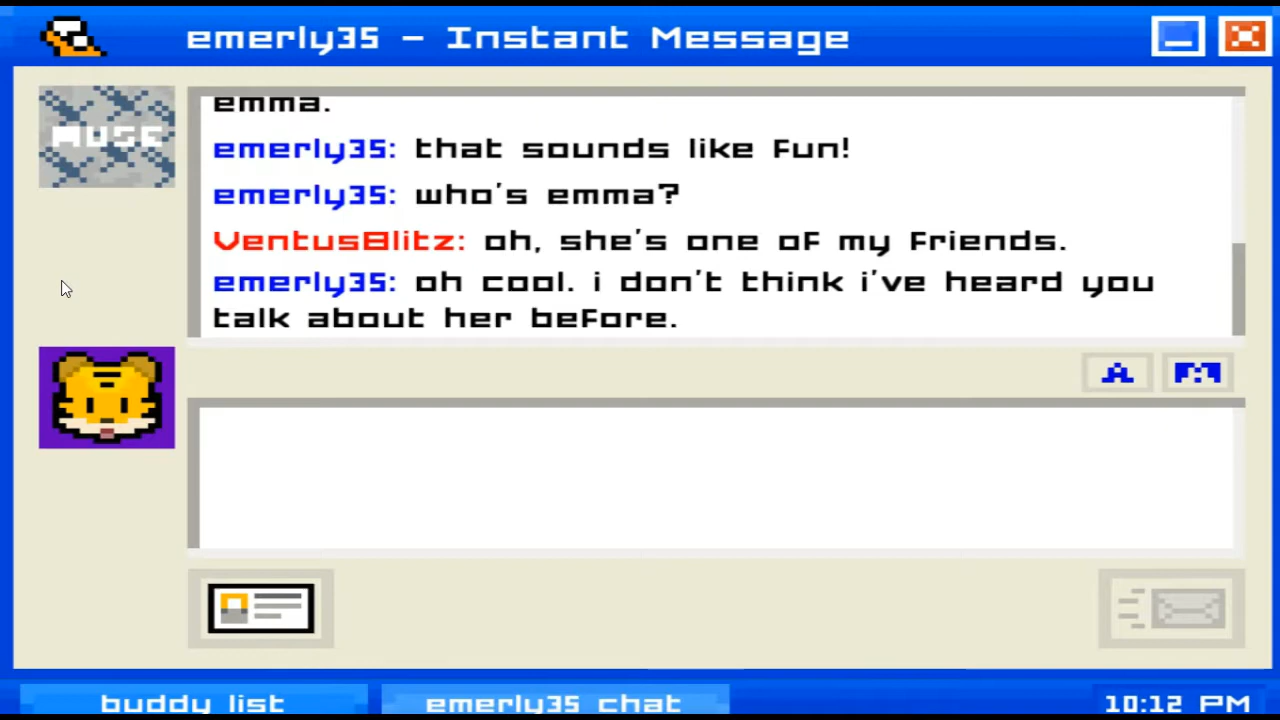 emerly35 - Instant Message
emma.
MUSE
emerly35: that sounds like fun!
emerly35: who's emma?
VentusBlitz: oh, she's one of my friends.
emerly35: oh cool. i don't think i've heard you
talk about her before.
A
buddy list
emerly35 chat
10:12 PM